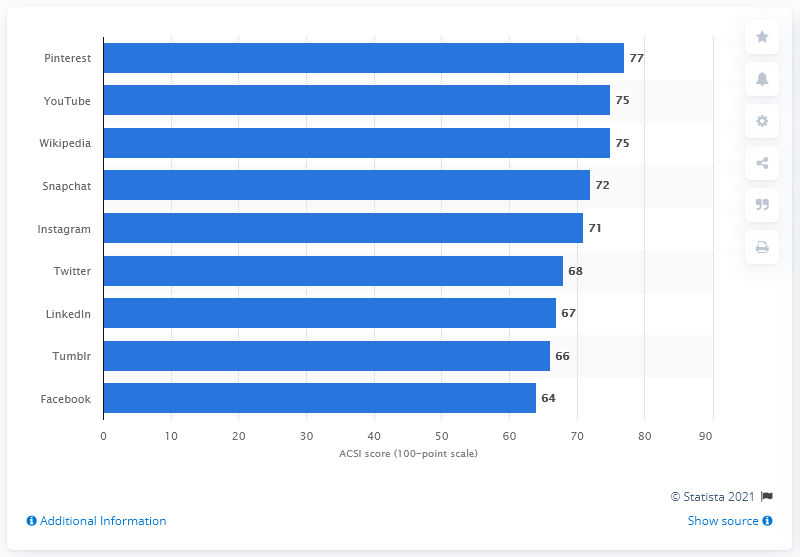 Pinterest 77
YouTube 75
Wikipedia 75
Snapchat 72
Instagram 71
Twitter 68
LinkedIn 67
Tumblr 66
Facebook 64
0 10 20 30 40 50 60 70 80 90
ACSI score (100-point scale)
© Statista 2021
Additional Information Show source